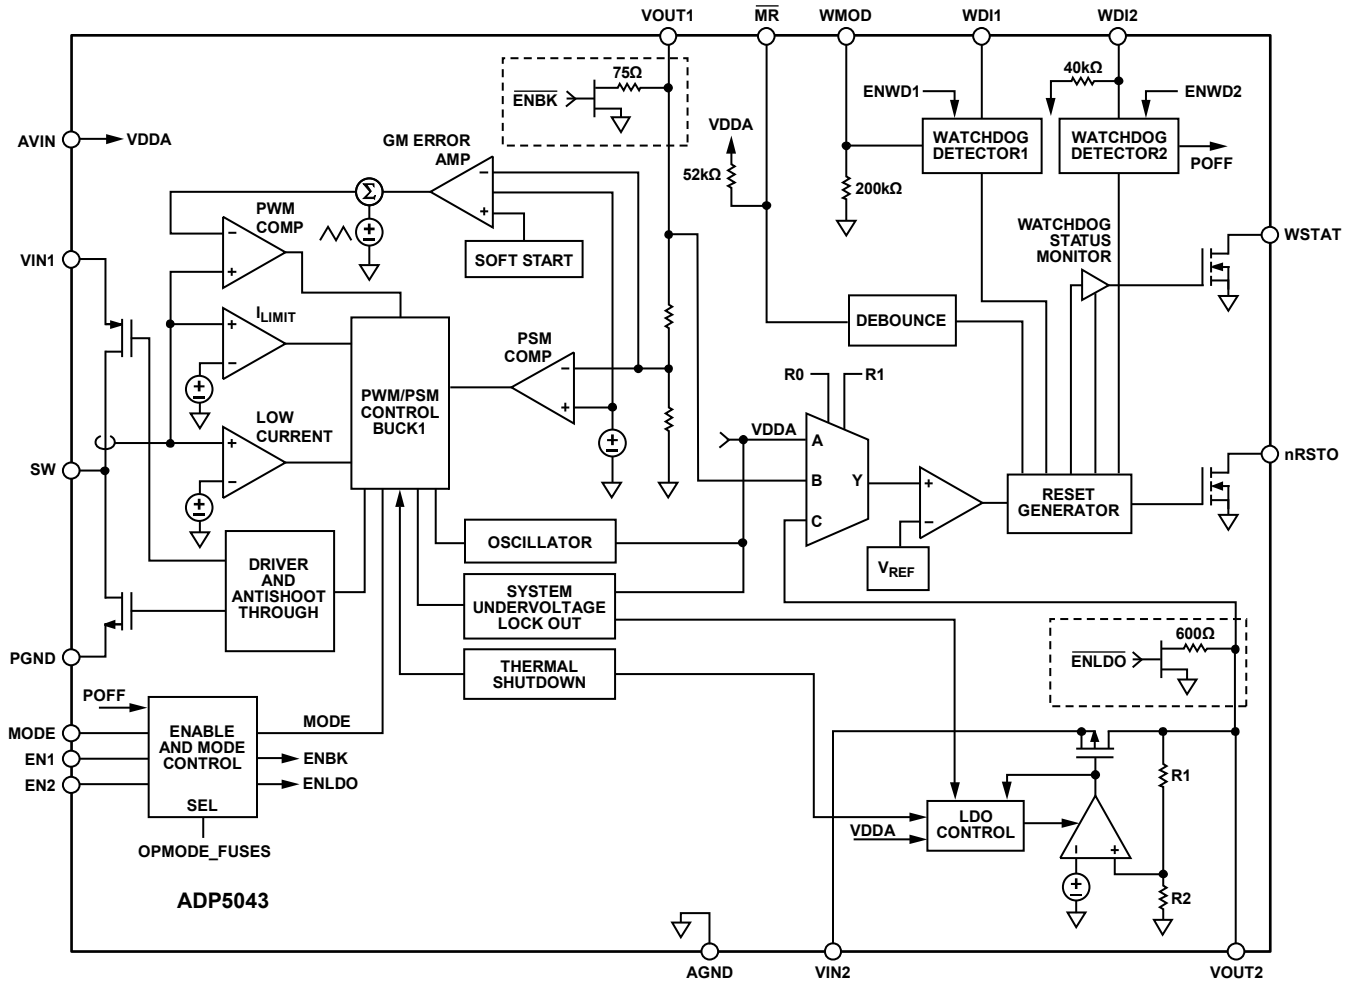 VOUT1
MR
WMOD
WDI1
WDI2
75Ω
ENBK
40kΩ
ENWD1
ENWD2
AVIN
VDDA
GM ERROR
AMP
VDDA
52kΩ
WATCHDOG
DETECTOR1
WATCHDOG
DETECTOR2
POFF
Σ
200kΩ
PWM
COMP
−
+
−
+
SOFT START
WATCHDOG
STATUS
MONITOR
WSTAT
VIN1
ILIMIT
+
−
DEBOUNCE
PSM
COMP
−
+
PWM/PSM
CONTROL
BUCK1
R0
R1
LOW
CURRENT
+
−
VDDA
A
B
C
Y
+
−
SW
nRSTO
RESET
GENERATOR
VREF
OSCILLATOR
DRIVER
AND
ANTISHOOT
THROUGH
SYSTEM
UNDERVOLTAGE
LOCK OUT
600Ω
ENLDO
PGND
THERMAL
SHUTDOWN
POFF
MODE
EN1
EN2
ENABLE
AND MODE
CONTROL
SEL
MODE
ENBK
ENLDO
OPMODE_FUSES
R1
LDO
CONTROL
VDDA
−
+
R2
ADP5043
AGND
VIN2
VOUT2